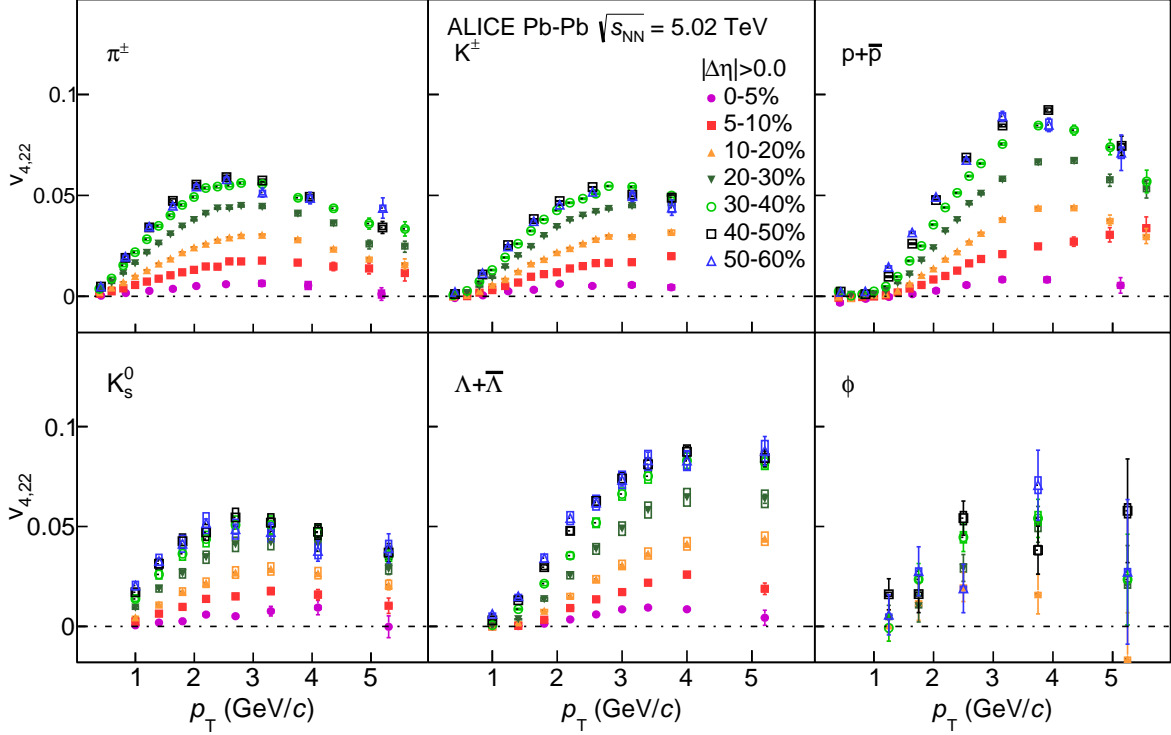 ALICE Pb-Pb √s_NN = 5.02 TeV
π±
K±
p+p̅
|Δη|>0.0
0-5%
5-10%
10-20%
20-30%
30-40%
40-50%
50-60%
v4,22
0.1
0.05
0
K⁰s
Λ+Λ̅
ϕ
v4,22
0.1
0.05
0
1 2 3 4 5 1 2 3 4 5 1 2 3 4 5
pT (GeV/c) pT (GeV/c) pT (GeV/c)